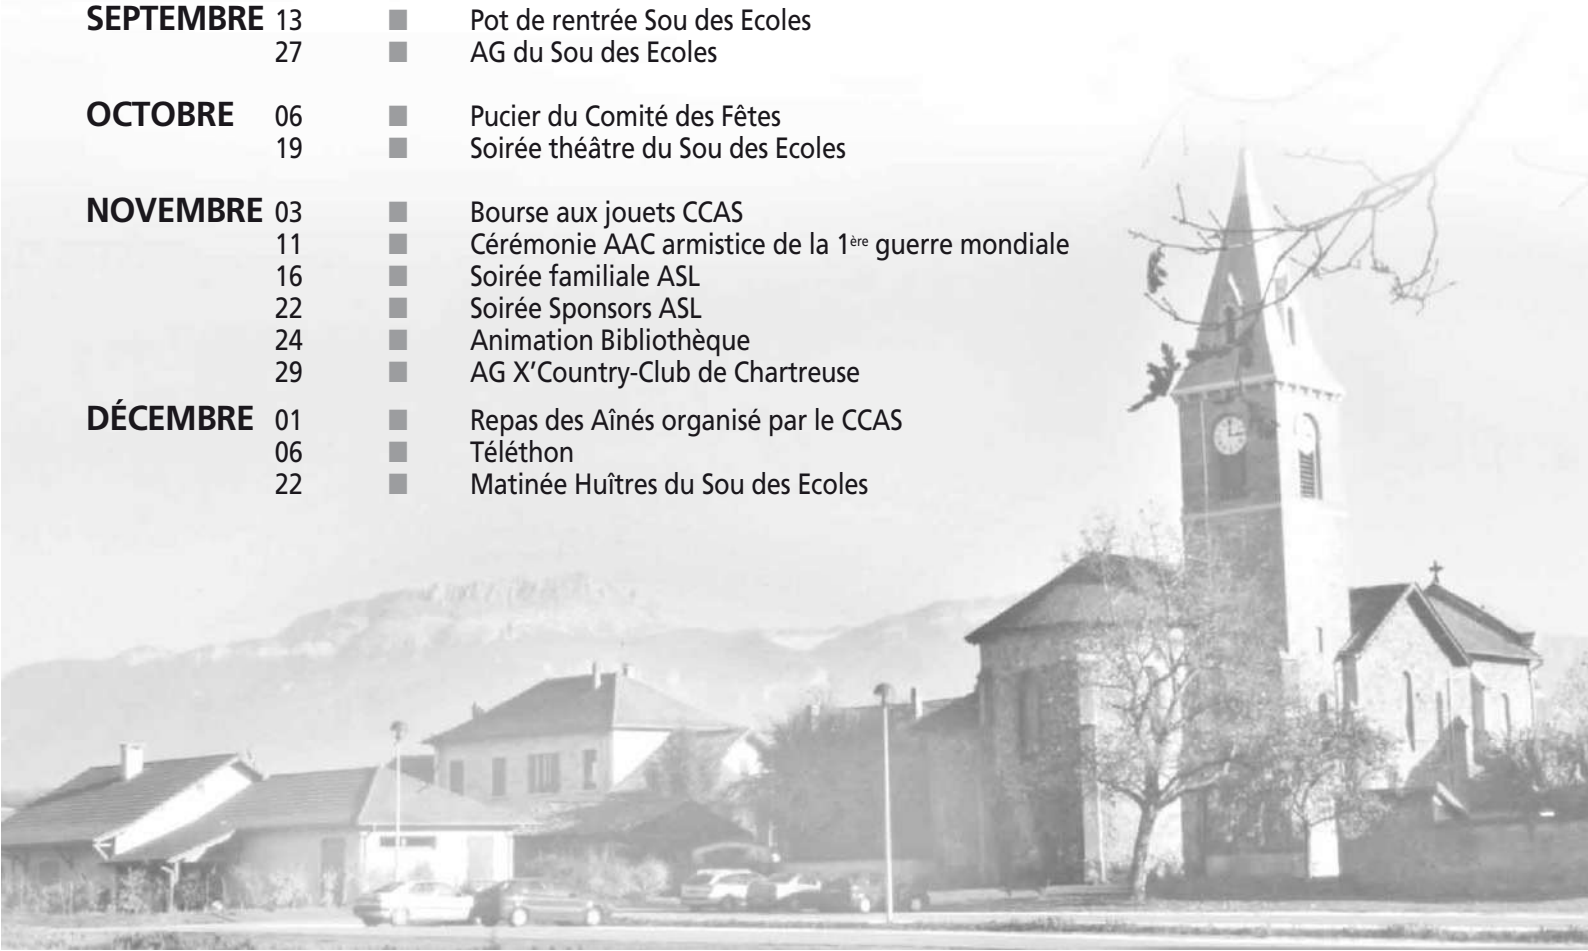 SEPTEMBRE 13 ■ Pot de rentrée Sou des Ecoles
27 ■ AG du Sou des Ecoles
OCTOBRE 06 ■ Pucier du Comité des Fêtes
19 ■ Soirée théâtre du Sou des Ecoles
NOVEMBRE 03 ■ Bourse aux jouets CCAS
11 ■ Cérémonie AAC armistice de la 1ère guerre mondiale
16 ■ Soirée familiale ASL
22 ■ Soirée Sponsors ASL
24 ■ Animation Bibliothèque
29 ■ AG X’Country-Club de Chartreuse
DÉCEMBRE 01 ■ Repas des Aînés organisé par le CCAS
06 ■ Téléthon
22 ■ Matinée Huîtres du Sou des Ecoles